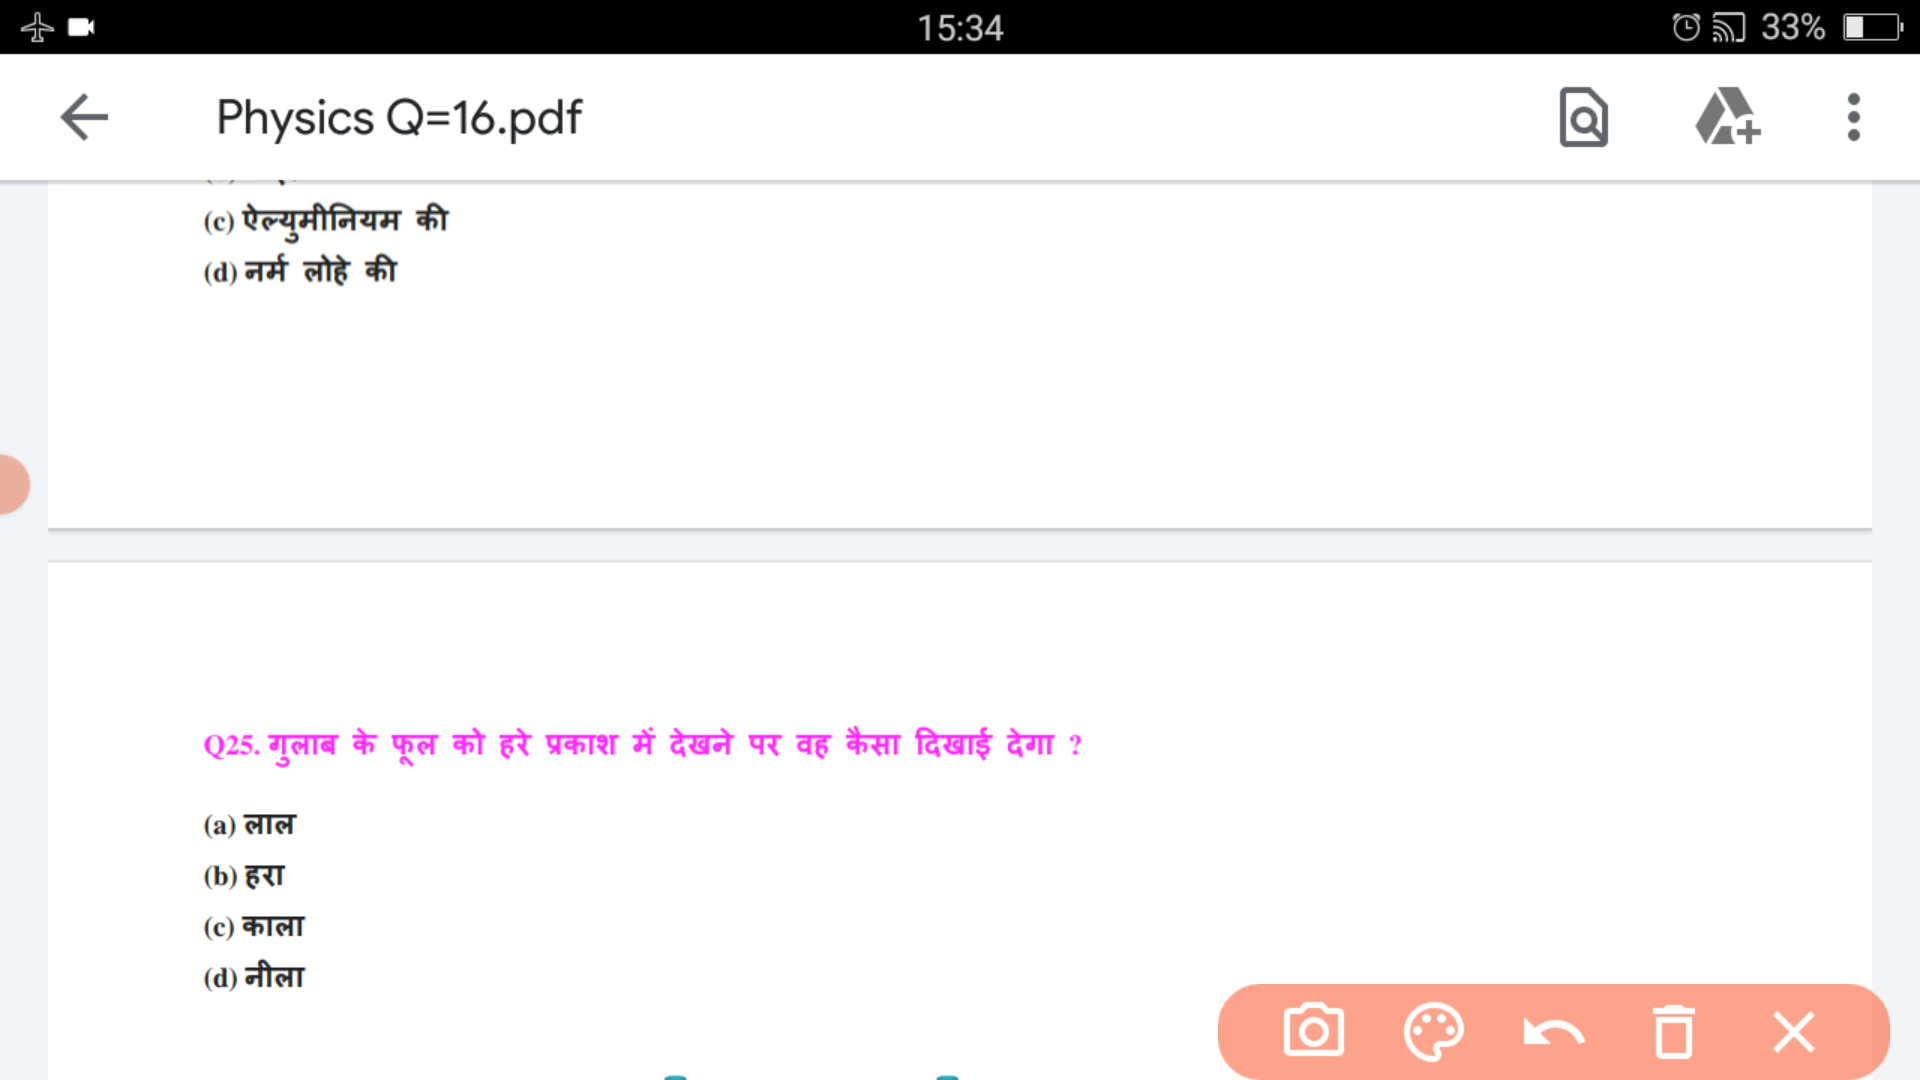 15:34
33%
Physics Q=16.pdf
(c) ऐल्युमीनियम की
(d) नर्म लोहे की
Q25. गुलाब के फूल को हरे प्रकाश में देखने पर वह कैसा दिखाई देगा ?
(a) लाल
(b) हरा
(c) काला
(d) नीला